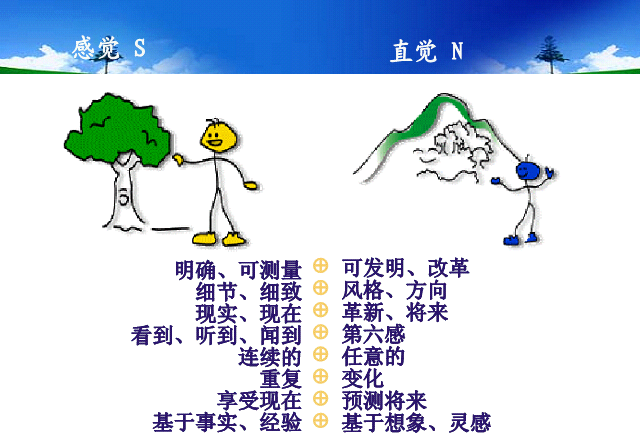 感觉 S
直觉 N
明确、可测量 可发明、改革
细节、细致 风格、方向
现实、现在 革新、将来
看到、听到、闻到 第六感
连续的 任意的
重复 变化
享受现在 预测将来
基于事实、经验 基于想象、灵感